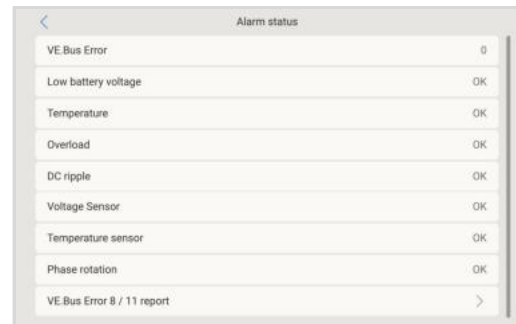 Alarm status
VE.Bus Error 0
Low battery voltage OK
Temperature OK
Overload OK
DC ripple OK
Voltage Sensor OK
Temperature sensor OK
Phase rotation OK
VE.Bus Error 8 / 11 report